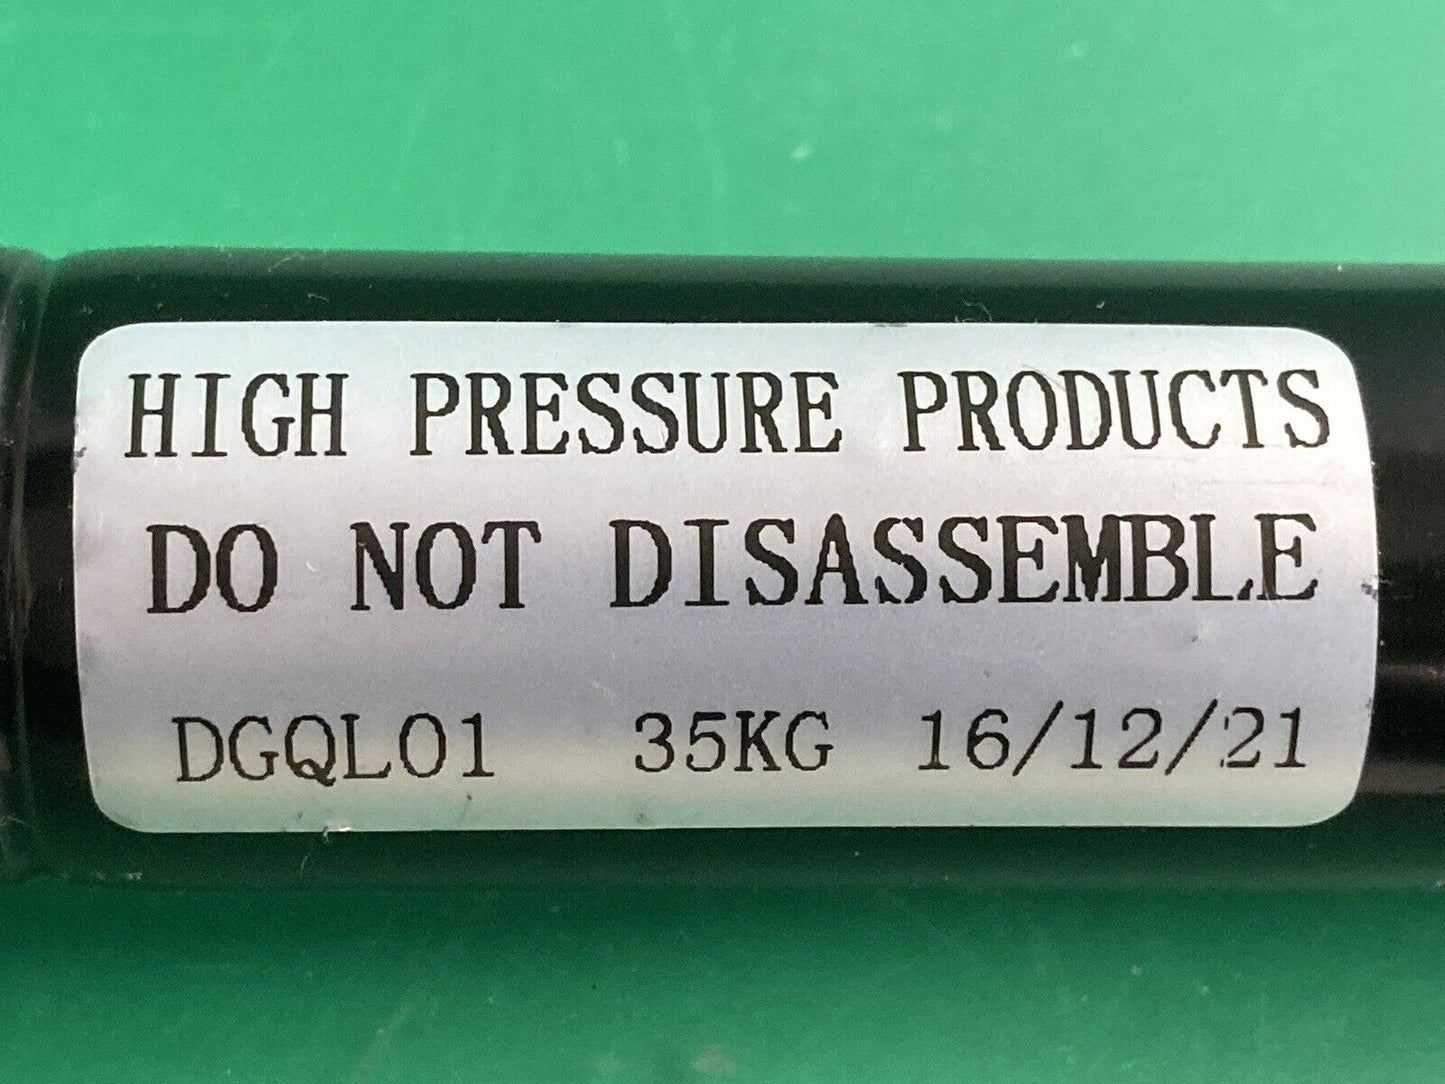 HIGH PRESSURE PRODUCTS
DO NOT DISASSEMBLE
DGQL01 35KG 16/12/21